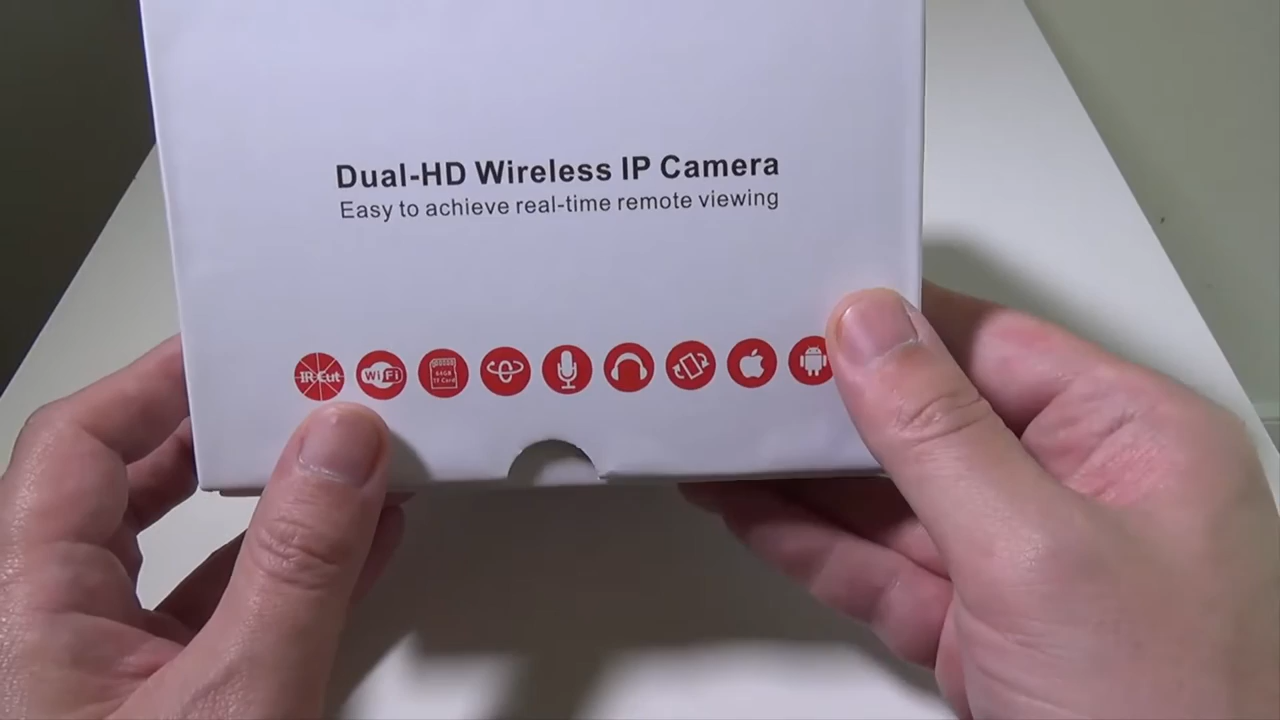 Dual-HD Wireless IP Camera
Easy to achieve real-time remote viewing
IR-Cut WiFi 64GB
TF Card